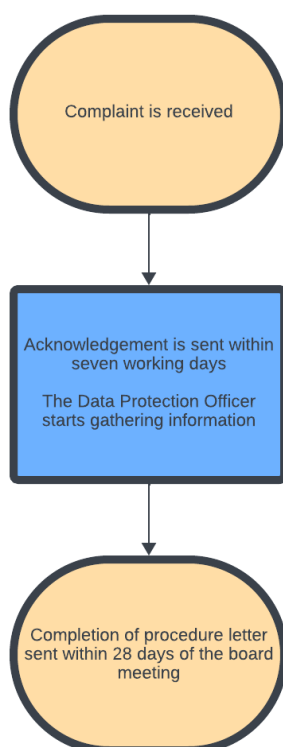 Complaint is received
Acknowledgement is sent within
seven working days
The Data Protection Officer
starts gathering information
Completion of procedure letter
sent within 28 days of the board
meeting